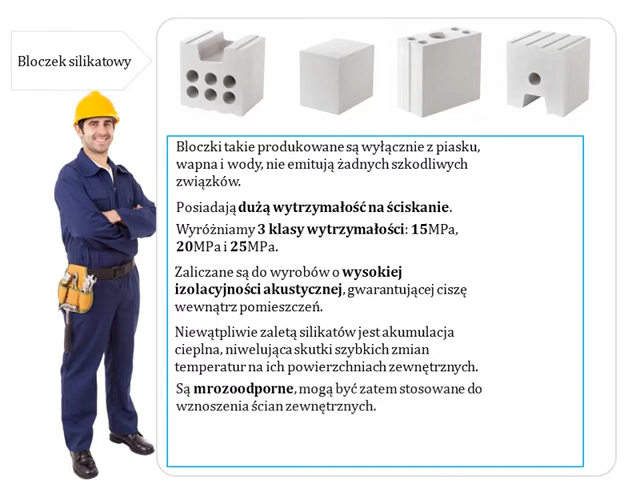 Bloczek silikatowy
Bloczki takie produkowane są wyłącznie z piasku,
wapna i wody, nie emitują żadnych szkodliwych
związków.
Posiadają dużą wytrzymałość na ściskanie.
Wyróżniamy 3 klasy wytrzymałości: 15MPa,
20MPa i 25MPa.
Zaliczane są do wyrobów o wysokiej
izolacyjności akustycznej, gwarantującej ciszę
wewnątrz pomieszczeń.
Niewątpliwie zaletą silikatów jest akumulacja
cieplna, niwelująca skutki szybkich zmian
temperatur na ich powierzchniach zewnętrznych.
Są mrozoodporne, mogą być zatem stosowane do
wznoszenia ścian zewnętrznych.